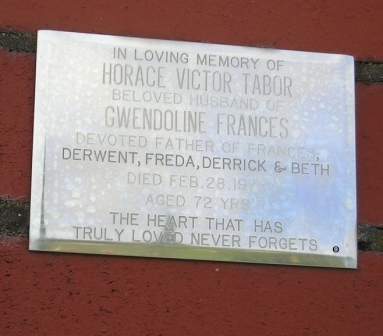 IN LOVING MEMORY OF
HORACE VICTOR TABOR
BELOVED HUSBAND OF
GWENDOLINE FRANCES
DEVOTED FATHER OF FRANCES,
DERWENT, FREDA, DERRICK & BETH
DIED FEB. 28.
AGED 72 YRS
THE HEART THAT HAS
TRULY LOVED NEVER FORGETS